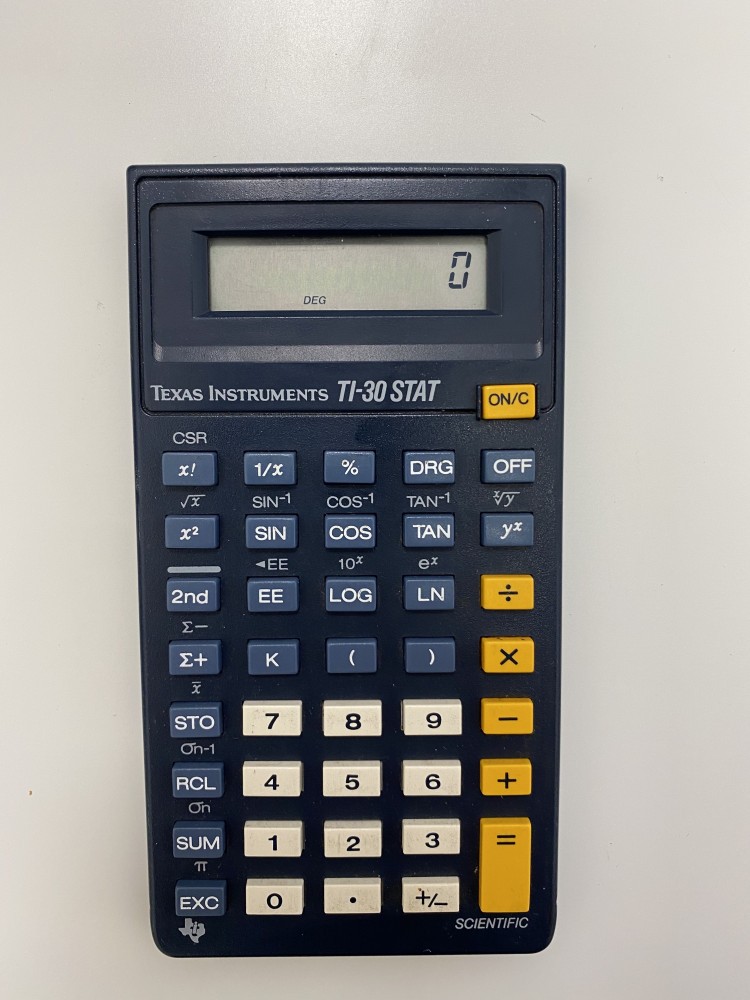 0
DEG
TEXAS INSTRUMENTS TI-30 STAT
ON/C
CSR
x! 1/x % DRG OFF
√x SIN⁻¹ COS⁻¹ TAN⁻¹ ˣ√y
x² SIN COS TAN yˣ
◄EE 10ˣ eˣ
2nd EE LOG LN ÷
Σ−
Σ+ K ( ) ×
x̅
STO 7 8 9 −
σn-1
RCL 4 5 6 +
σn
SUM 1 2 3 =
π
EXC 0 . +/−
SCIENTIFIC